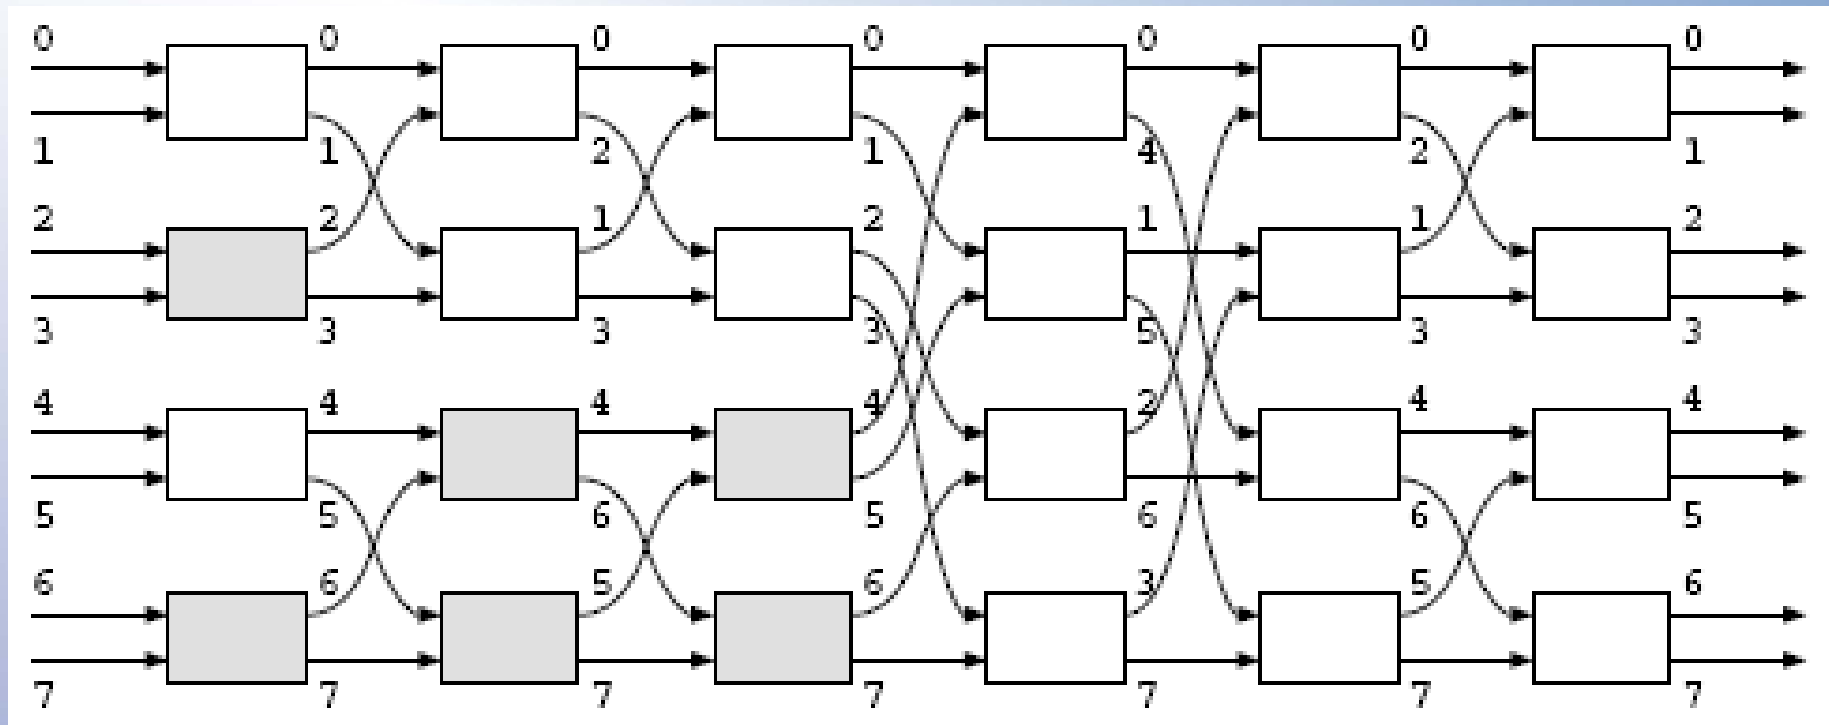 0 0 0 0 0 0 0
1 1 2 1 4 2 1
2 2 1 2 1 1 2
3 3 3 3 5 3 3
4 4 4 4 2 4 4
5 5 6 5 6 6 5
6 6 5 6 3 5 6
7 7 7 7 7 7 7